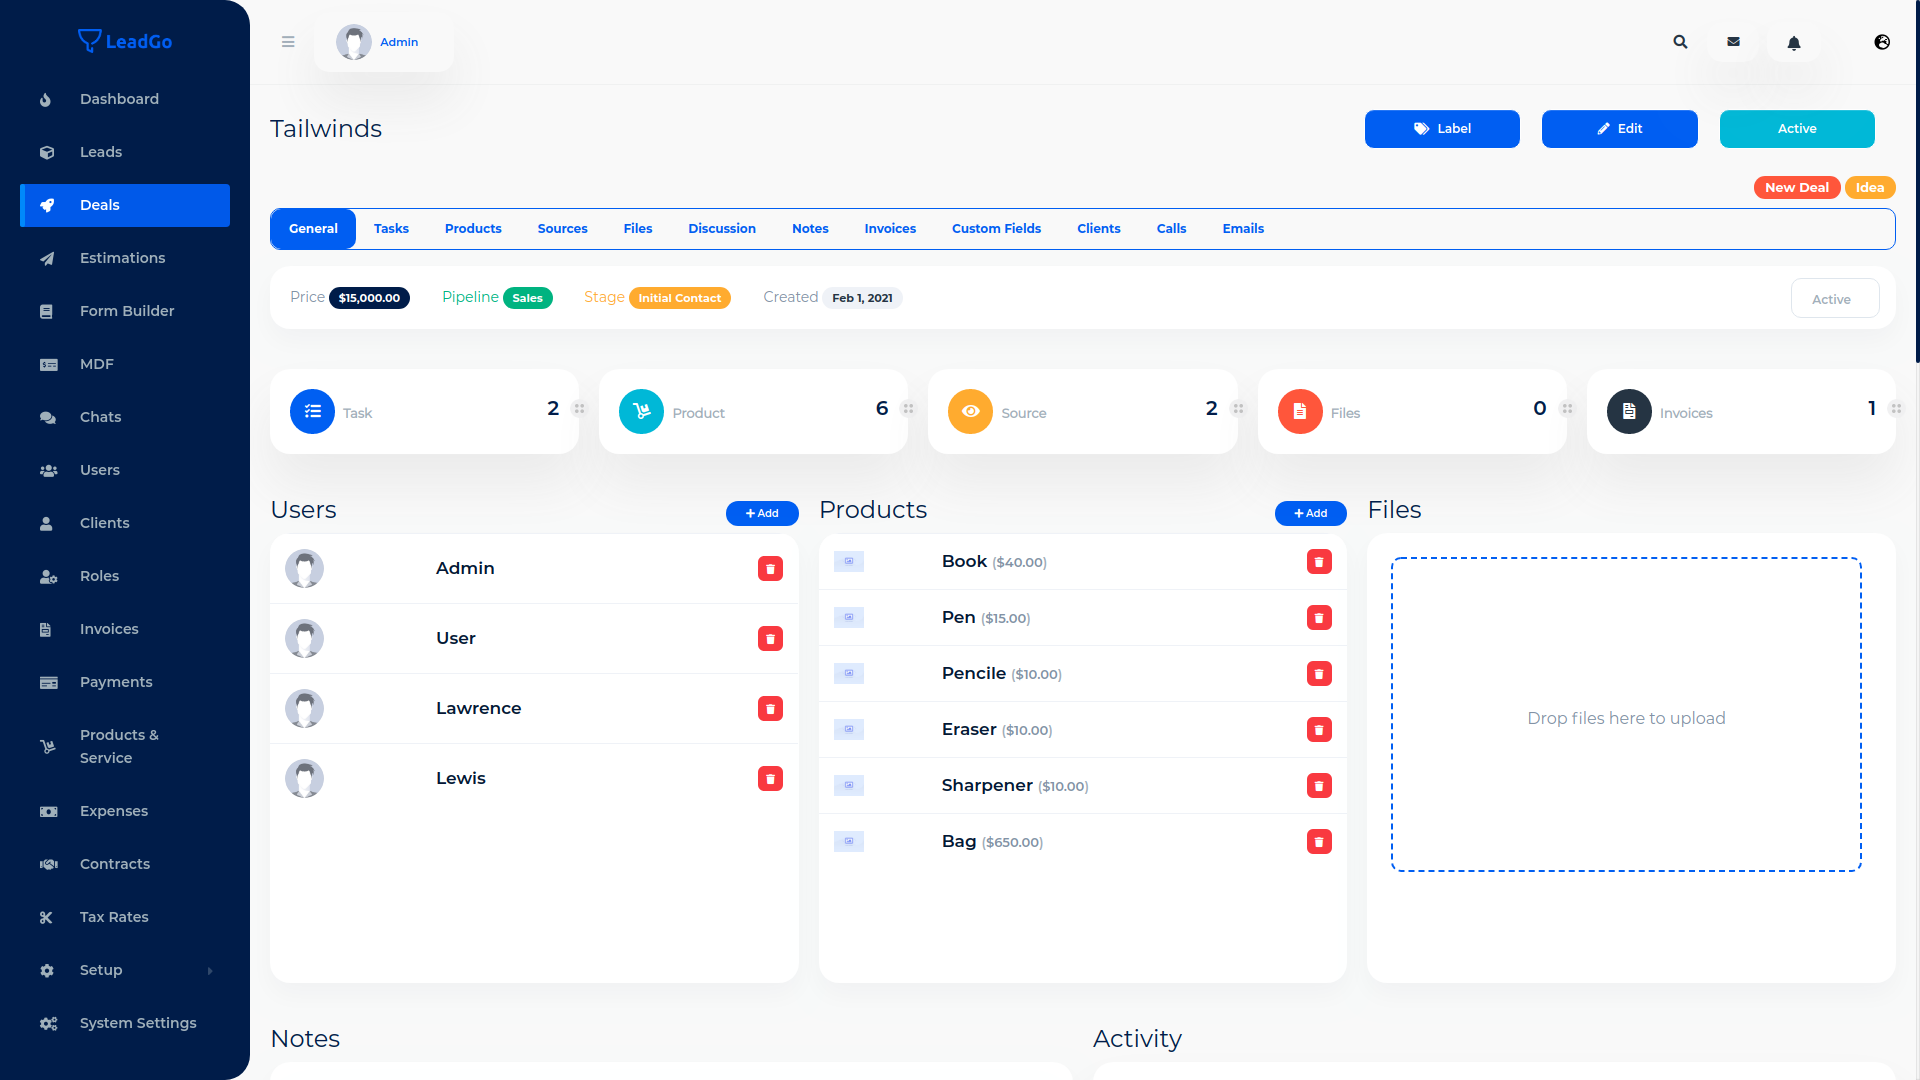 LeadGo
Dashboard
Leads
Deals
Estimations
Form Builder
MDF
Chats
Users
Clients
Roles
Invoices
Payments
Products &
Service
Expenses
Contracts
Tax Rates
Setup
System Settings
Admin
Tailwinds
Label
Edit
Active
New Deal
Idea
General
Tasks
Products
Sources
Files
Discussion
Notes
Invoices
Custom Fields
Clients
Calls
Emails
Price $15,000.00
Pipeline Sales
Stage Initial Contact
Created Feb 1, 2021
Active
Task 2
Product 6
Source 2
Files 0
Invoices 1
Users
+ Add
Admin
User
Lawrence
Lewis
Products
+ Add
Book ($40.00)
Pen ($15.00)
Pencile ($10.00)
Eraser ($10.00)
Sharpener ($10.00)
Bag ($650.00)
Files
Drop files here to upload
Notes
Activity